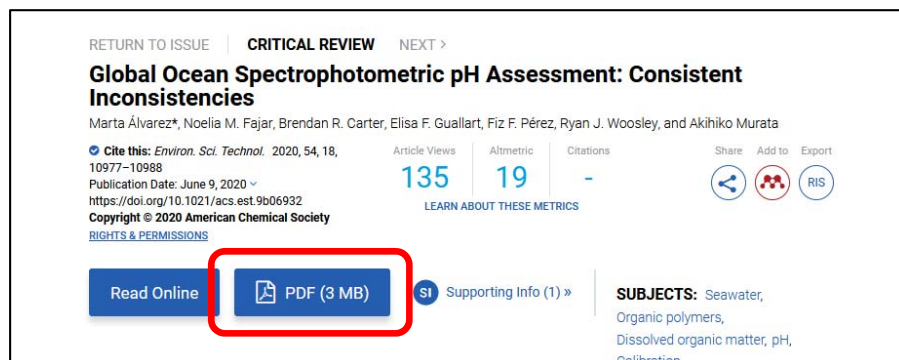 RETURN TO ISSUE CRITICAL REVIEW NEXT >
Global Ocean Spectrophotometric pH Assessment: Consistent
Inconsistencies
Marta Álvarez*, Noelia M. Fajar, Brendan R. Carter, Elisa F. Guallart, Fiz F. Pérez, Ryan J. Woosley, and Akihiko Murata
Cite this: Environ. Sci. Technol. 2020, 54, 18,
10977–10988
Publication Date: June 9, 2020
https://doi.org/10.1021/acs.est.9b06932
Copyright © 2020 American Chemical Society
RIGHTS & PERMISSIONS
Article Views
135
Altmetric
19
Citations
-
LEARN ABOUT THESE METRICS
Share Add to Export
RIS
Read Online
PDF (3 MB)
SI Supporting Info (1) »
SUBJECTS: Seawater,
Organic polymers,
Dissolved organic matter, pH,
Calibration